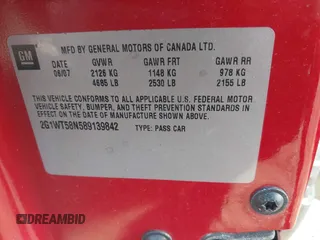 GM
MFD BY GENERAL MOTORS OF CANADA LTD.
DATE GVWR GAWR FRT GAWR RR
08/07 2126 KG 1148 KG 978 KG
4685 LB 2530 LB 2155 LB
THIS VEHICLE CONFORMS TO ALL APPLICABLE U.S. FEDERAL MOTOR
VEHICLE SAFETY, BUMPER, AND THEFT PREVENTION STANDARDS IN
EFFECT ON THE DATE OF MANUFACTURE SHOWN ABOVE.
2G1WT58N589139842 TYPE: PASS CAR
DREAMBID